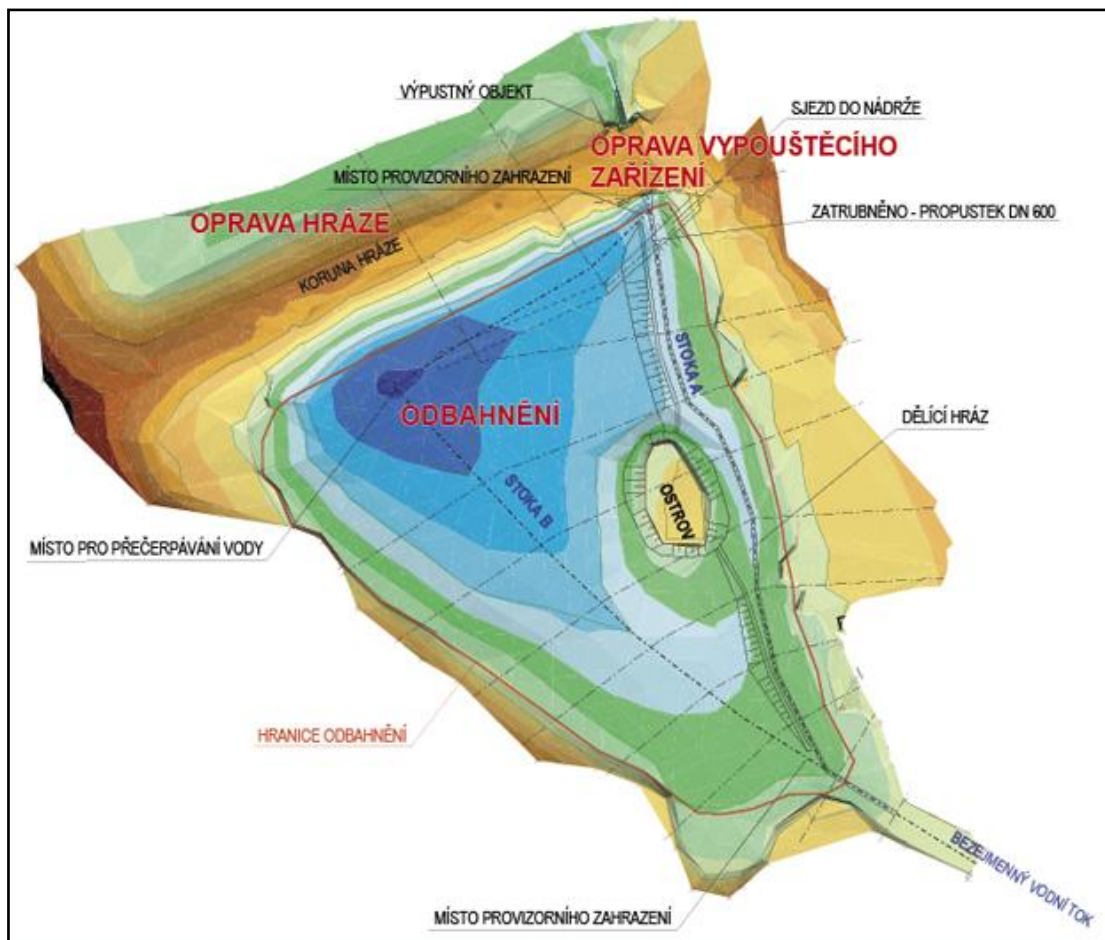 VÝPUSTNÝ OBJEKT
SJEZD DO NÁDRŽE
OPRAVA VYPOUŠTĚCÍHO
ZAŘÍZENÍ
MÍSTO PROVIZORNÍHO ZAHRAZENÍ
ZATRUBNĚNO - PROPUSTEK DN 600
OPRAVA HRÁZE
KORUNA HRÁZE
STOKA A
ODBAHNĚNÍ
DĚLÍCÍ HRÁZ
STOKA B
OSTROV
MÍSTO PRO PŘEČERPÁVÁNÍ VODY
HRANICE ODBAHNĚNÍ
BEZEJMENNÝ VODNÍ TOK
MÍSTO PROVIZORNÍHO ZAHRAZENÍ